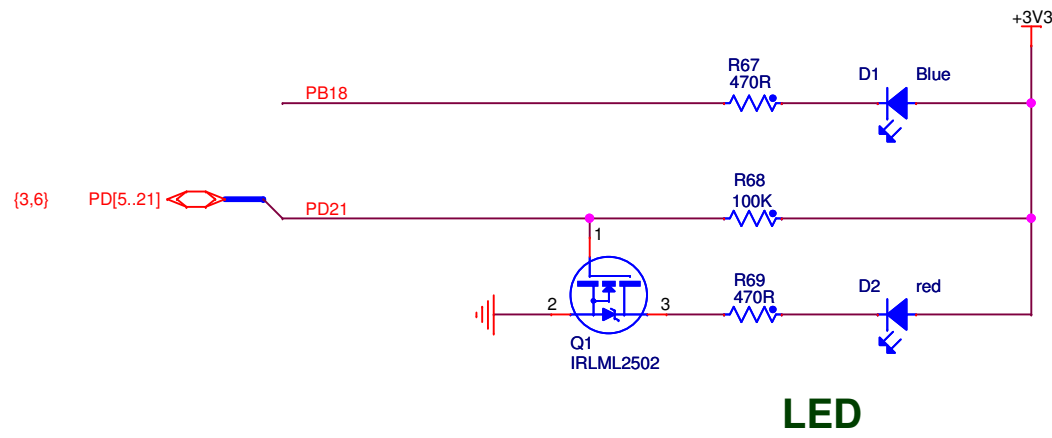 +3V3
R67
470R
D1
Blue
PB18
{3,6}
PD[5..21]
PD21
R68
100K
1
2
3
R69
470R
D2
red
Q1
IRLML2502
LED